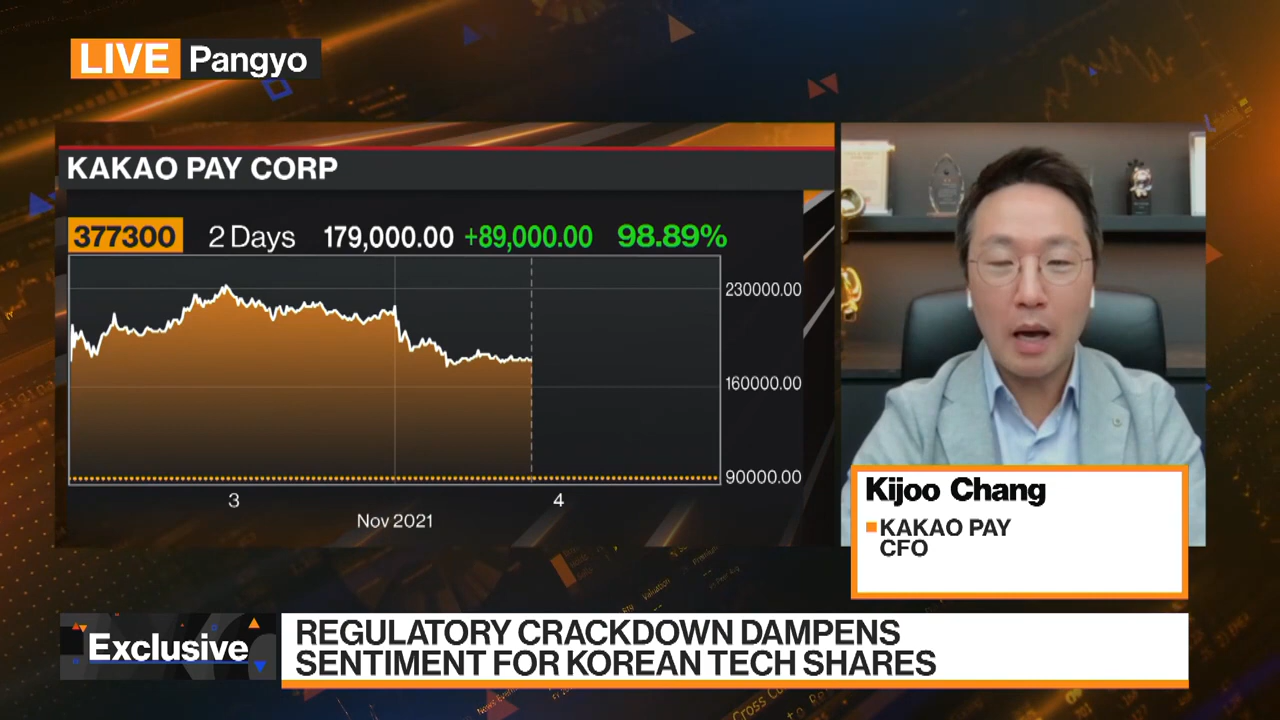 LIVE Pangyo
KAKAO PAY CORP
377300 2 Days 179,000.00 +89,000.00 98.89%
230000.00
160000.00
90000.00
3 4
Nov 2021
Kijoo Chang
KAKAO PAY
CFO
Exclusive
REGULATORY CRACKDOWN DAMPENS
SENTIMENT FOR KOREAN TECH SHARES